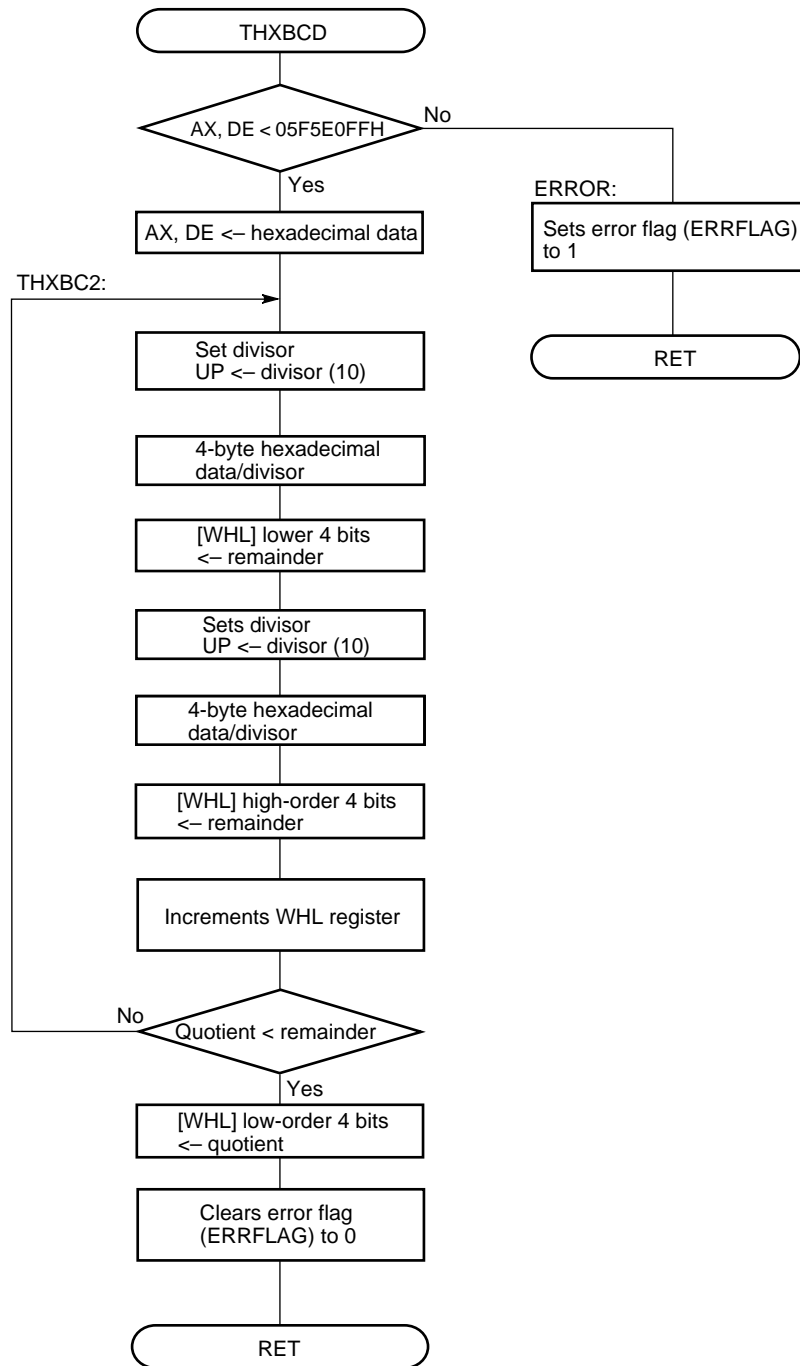 THXBCD
AX, DE < 05F5E0FFH
No
Yes
ERROR:
Sets error flag (ERRFLAG)
to 1
RET
AX, DE <– hexadecimal data
THXBC2:
Set divisor
UP <– divisor (10)
4-byte hexadecimal
data/divisor
[WHL] lower 4 bits
<– remainder
Sets divisor
UP <– divisor (10)
4-byte hexadecimal
data/divisor
[WHL] high-order 4 bits
<– remainder
Increments WHL register
No
Quotient < remainder
Yes
[WHL] low-order 4 bits
<– quotient
Clears error flag
(ERRFLAG) to 0
RET